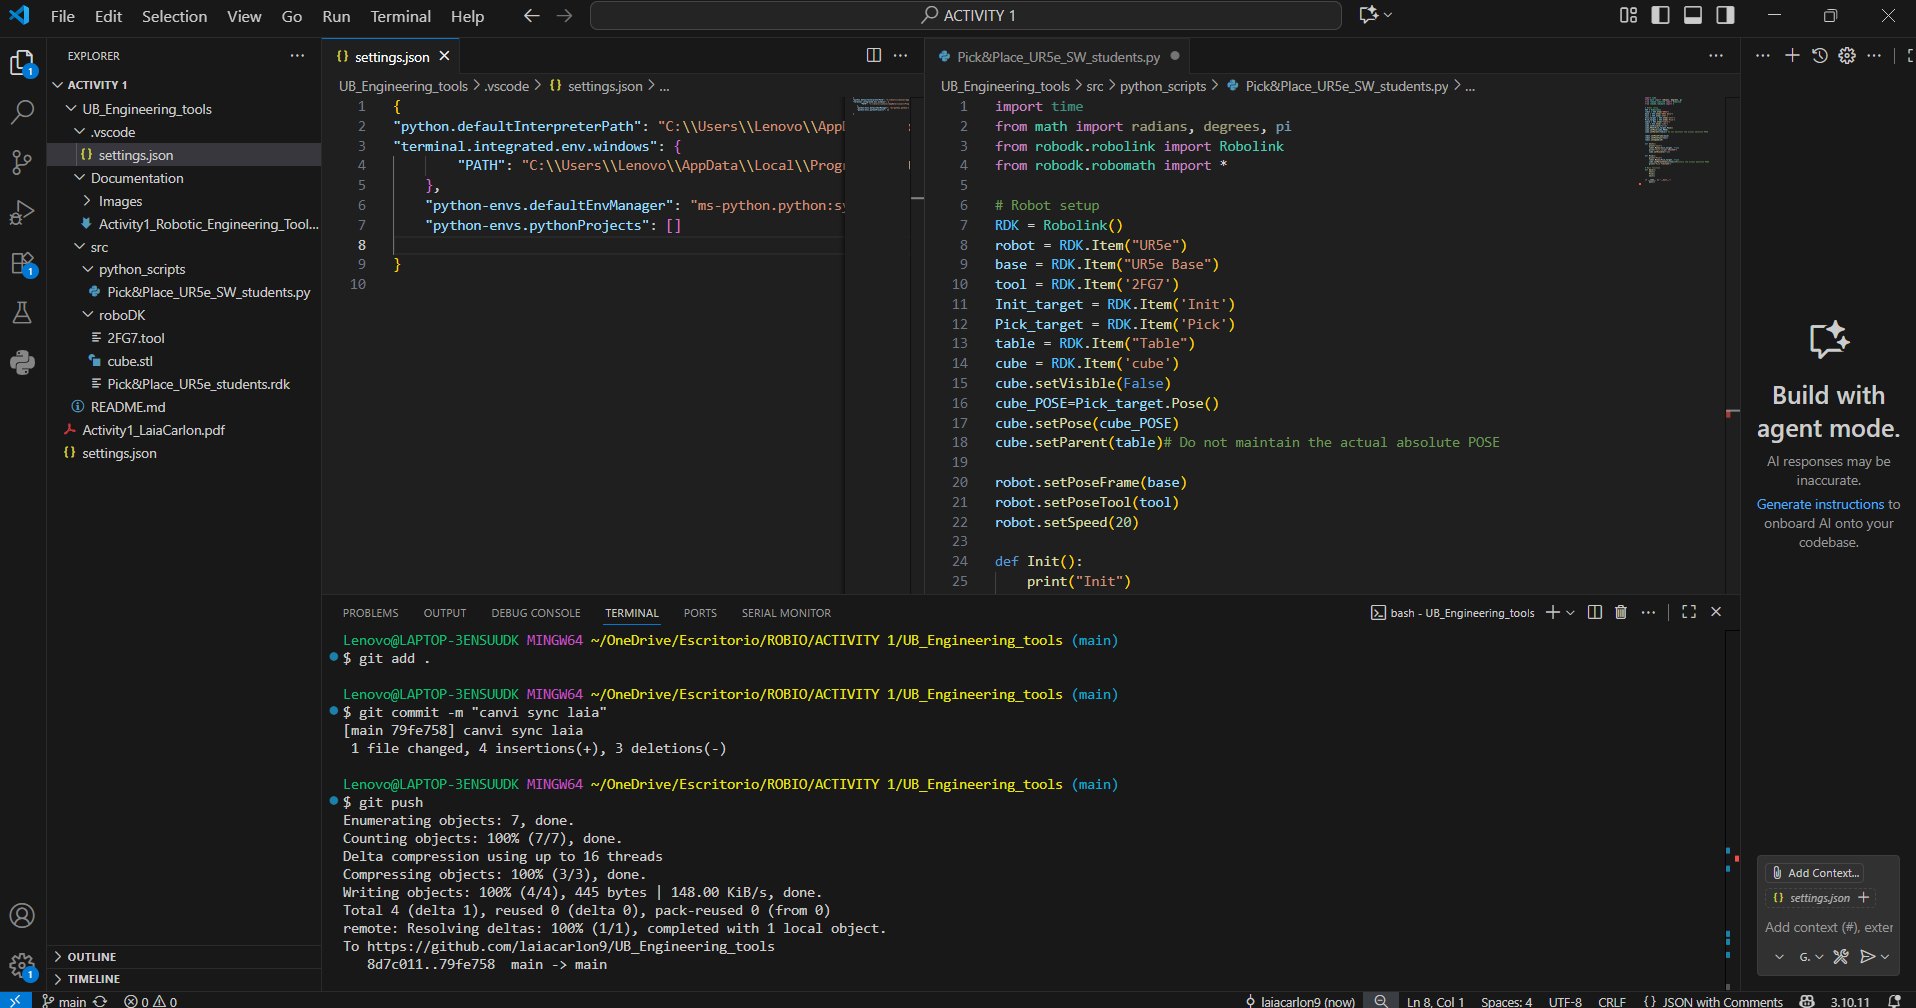 File Edit Selection View Go Run Terminal Help
ACTIVITY 1
EXPLORER
ACTIVITY 1
UB_Engineering_tools
.vscode
settings.json
Documentation
Images
Activity1_Robotic_Engineering_Tool...
src
python_scripts
Pick&Place_UR5e_SW_students.py
roboDK
2FG7.tool
cube.stl
Pick&Place_UR5e_students.rdk
README.md
Activity1_LaiaCarlon.pdf
settings.json
OUTLINE
TIMELINE
settings.json
UB_Engineering_tools > .vscode > {} settings.json > ...
1 {
2 "python.defaultInterpreterPath": "C:\\Users\\Lenovo\\AppD
3 "terminal.integrated.env.windows": {
4 "PATH": "C:\\Users\\Lenovo\\AppData\\Local\\Progr
5 },
6 "python-envs.defaultEnvManager": "ms-python.python:sy
7 "python-envs.pythonProjects": []
8
9 }
10
Pick&Place_UR5e_SW_students.py
UB_Engineering_tools > src > python_scripts > Pick&Place_UR5e_SW_students.py > ...
1 import time
2 from math import radians, degrees, pi
3 from robodk.robolink import Robolink
4 from robodk.robomath import *
5
6 # Robot setup
7 RDK = Robolink()
8 robot = RDK.Item("UR5e")
9 base = RDK.Item("UR5e Base")
10 tool = RDK.Item('2FG7')
11 Init_target = RDK.Item('Init')
12 Pick_target = RDK.Item('Pick')
13 table = RDK.Item("Table")
14 cube = RDK.Item('cube')
15 cube.setVisible(False)
16 cube_POSE=Pick_target.Pose()
17 cube.setPose(cube_POSE)
18 cube.setParent(table)# Do not maintain the actual absolute POSE
19
20 robot.setPoseFrame(base)
21 robot.setPoseTool(tool)
22 robot.setSpeed(20)
23
24 def Init():
25 print("Init")
PROBLEMS OUTPUT DEBUG CONSOLE TERMINAL PORTS SERIAL MONITOR
bash - UB_Engineering_tools
Lenovo@LAPTOP-3ENSUUDK MINGW64 ~/OneDrive/Escritorio/ROBIO/ACTIVITY 1/UB_Engineering_tools (main)
$ git add .
Lenovo@LAPTOP-3ENSUUDK MINGW64 ~/OneDrive/Escritorio/ROBIO/ACTIVITY 1/UB_Engineering_tools (main)
$ git commit -m "canvi sync laia"
[main 79fe758] canvi sync laia
1 file changed, 4 insertions(+), 3 deletions(-)
Lenovo@LAPTOP-3ENSUUDK MINGW64 ~/OneDrive/Escritorio/ROBIO/ACTIVITY 1/UB_Engineering_tools (main)
$ git push
Enumerating objects: 7, done.
Counting objects: 100% (7/7), done.
Delta compression using up to 16 threads
Compressing objects: 100% (3/3), done.
Writing objects: 100% (4/4), 445 bytes | 148.00 KiB/s, done.
Total 4 (delta 1), reused 0 (delta 0), pack-reused 0 (from 0)
remote: Resolving deltas: 100% (1/1), completed with 1 local object.
To https://github.com/laiacarlon9/UB_Engineering_tools
8d7c011..79fe758 main -> main
Build with
agent mode.
AI responses may be
inaccurate.
Generate instructions to
onboard AI onto your
codebase.
Add Context...
{} settings.json +
Add context (#), exter
G.
main 0 0 laiacarlon9 (now) Ln 8, Col 1 Spaces: 4 UTF-8 CRLF {} JSON with Comments 3.10.11